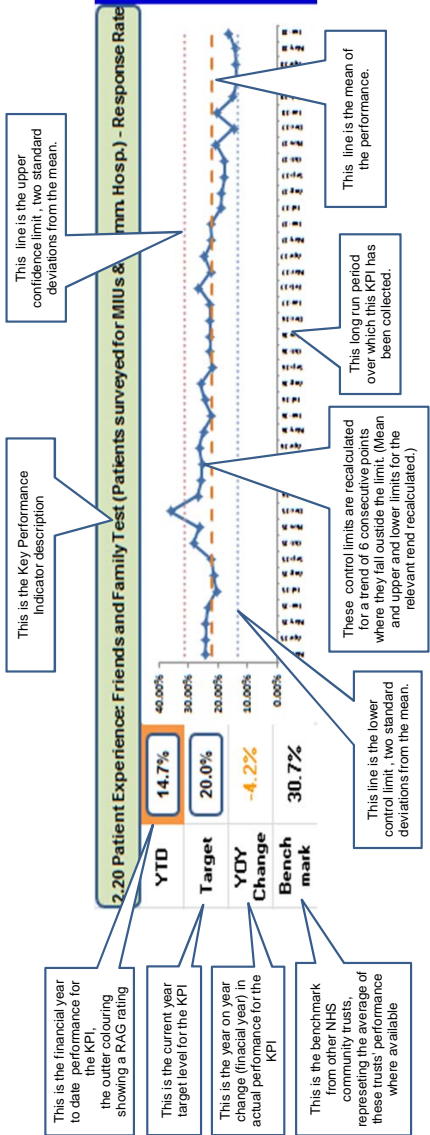 This is the Key Performance
Indicator description
This line is the upper
confidence limit , two standard
deviations from the mean.
This is the financial year
to date performance for
the KPI,
the outter colouring
showing a RAG rating
This is the current year
target level for the KPI
This is the year on year
change (finacial year) in
actual performance for the
KPI
This is the benchmark
from other NHS
community trusts,
represeting the average of
these trusts' performance
where available
2.20 Patient Experience: Friends and Family Test (Patients surveyed for MIUs & mm. Hosp.) - Response Rate
YTD
14.7%
Target
20.0%
YOY
Change
-4.2%
Bench
mark
30.7%
40.00%
30.00%
20.00%
10.00%
0.00%
This line is the lower
control limit , two standard
deviations from the mean.
These control limits are recalculated
for a trend of 6 consecutive points
where they fall oustide the limit. (Mean
and upper and lower limits for the
relevant rend recalculated.)
This long run period
over which this KPI has
been collected.
This line is the mean of
the performance.